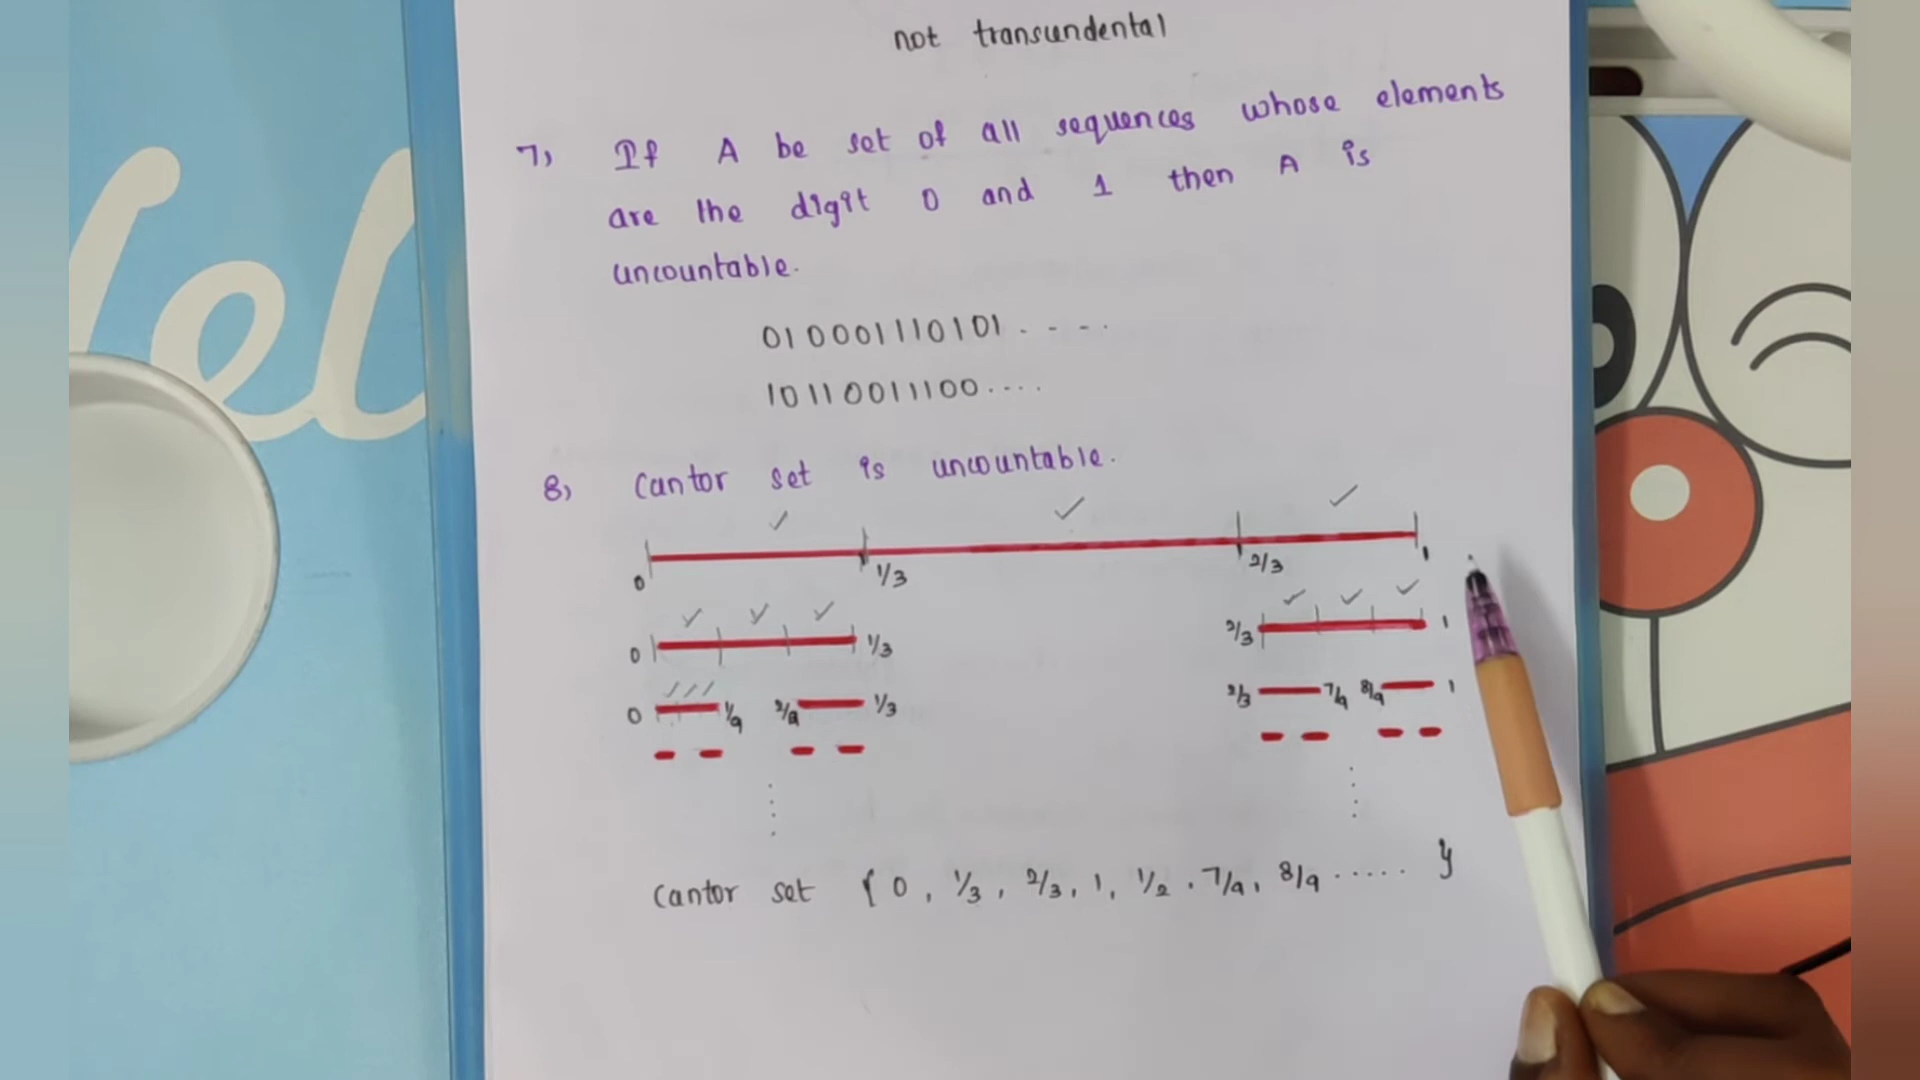 not transcendental
7) If A be set of all sequences whose elements
are the digit 0 and 1 then A is
uncountable.
010001110101. - - -.
10110011100....
8) Cantor set is uncountable.
0 1/3 2/3 1
0 1/3 2/3 1
0 1/9 2/9 1/3 2/3 7/9 8/9 1
Cantor set { 0, 1/3, 2/3, 1, 1/2, 7/9, 8/9 ..... }